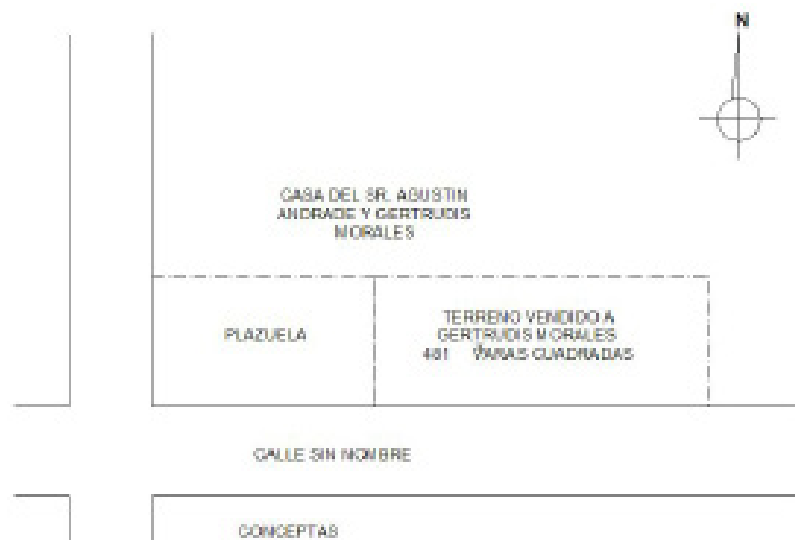 N
CASA DEL SR. AGUSTIN
ANDRADE Y GERTRUDIS
MORALES
PLAZUELA
TERRENO VENDIDO A
GERTRUDIS MORALES
481 VARAS CUADRADAS
CALLE SIN NOMBRE
CONCEPTAS